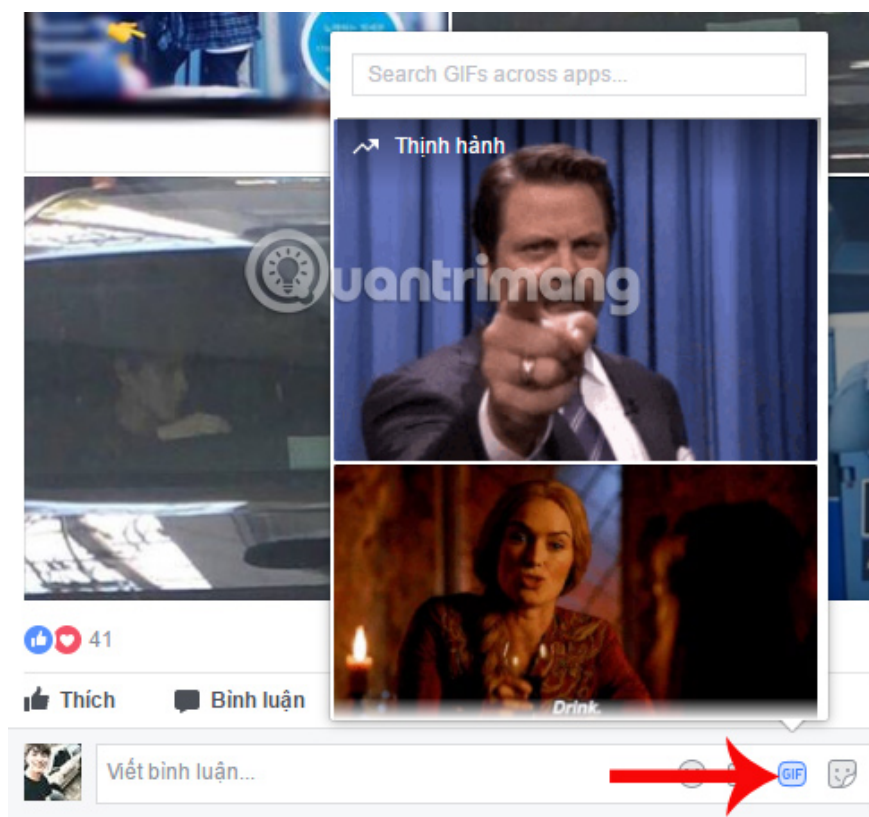 Search GIFs across apps...
Thịnh hành
Quantrimang
Drink.
41
Thích
Bình luận
Viết bình luận...
GIF